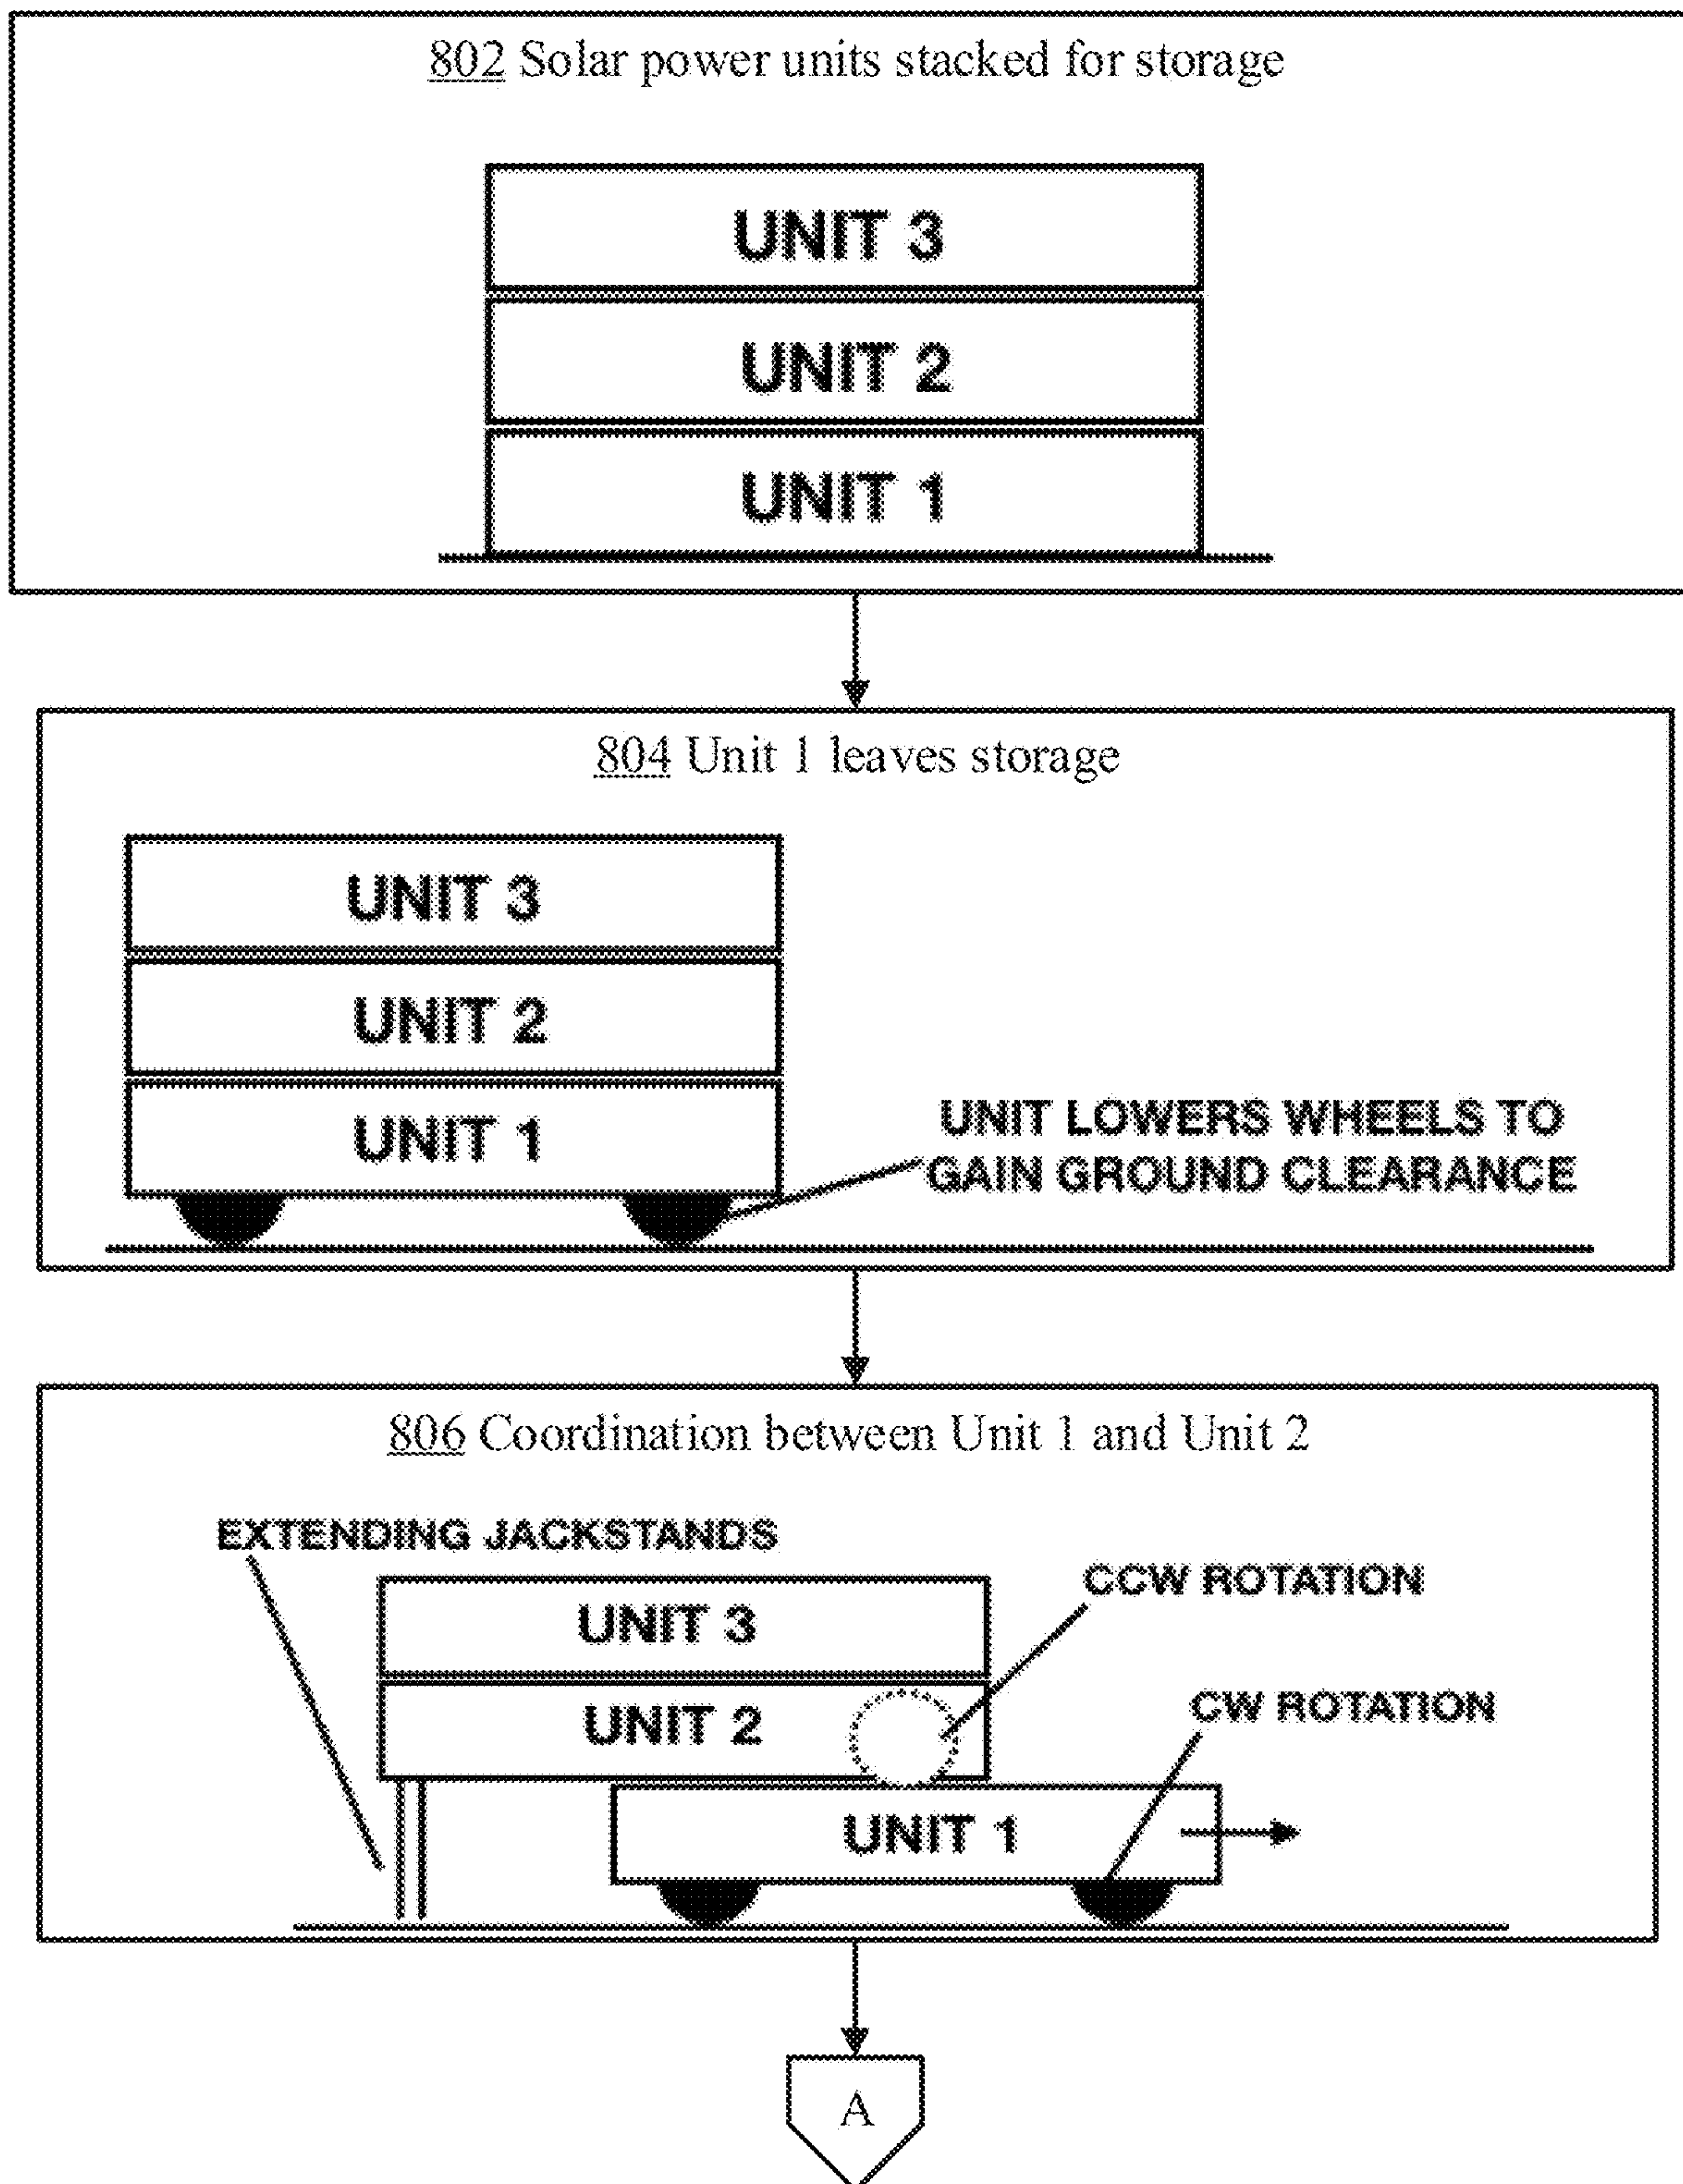 802 Solar power units stacked for storage
UNIT 3
UNIT 2
UNIT 1
804 Unit 1 leaves storage
UNIT 3
UNIT 2
UNIT 1
UNIT LOWERS WHEELS TO
GAIN GROUND CLEARANCE
806 Coordination between Unit 1 and Unit 2
EXTENDING JACKSTANDS
CCW ROTATION
UNIT 3
CW ROTATION
UNIT 2
UNIT 1
A